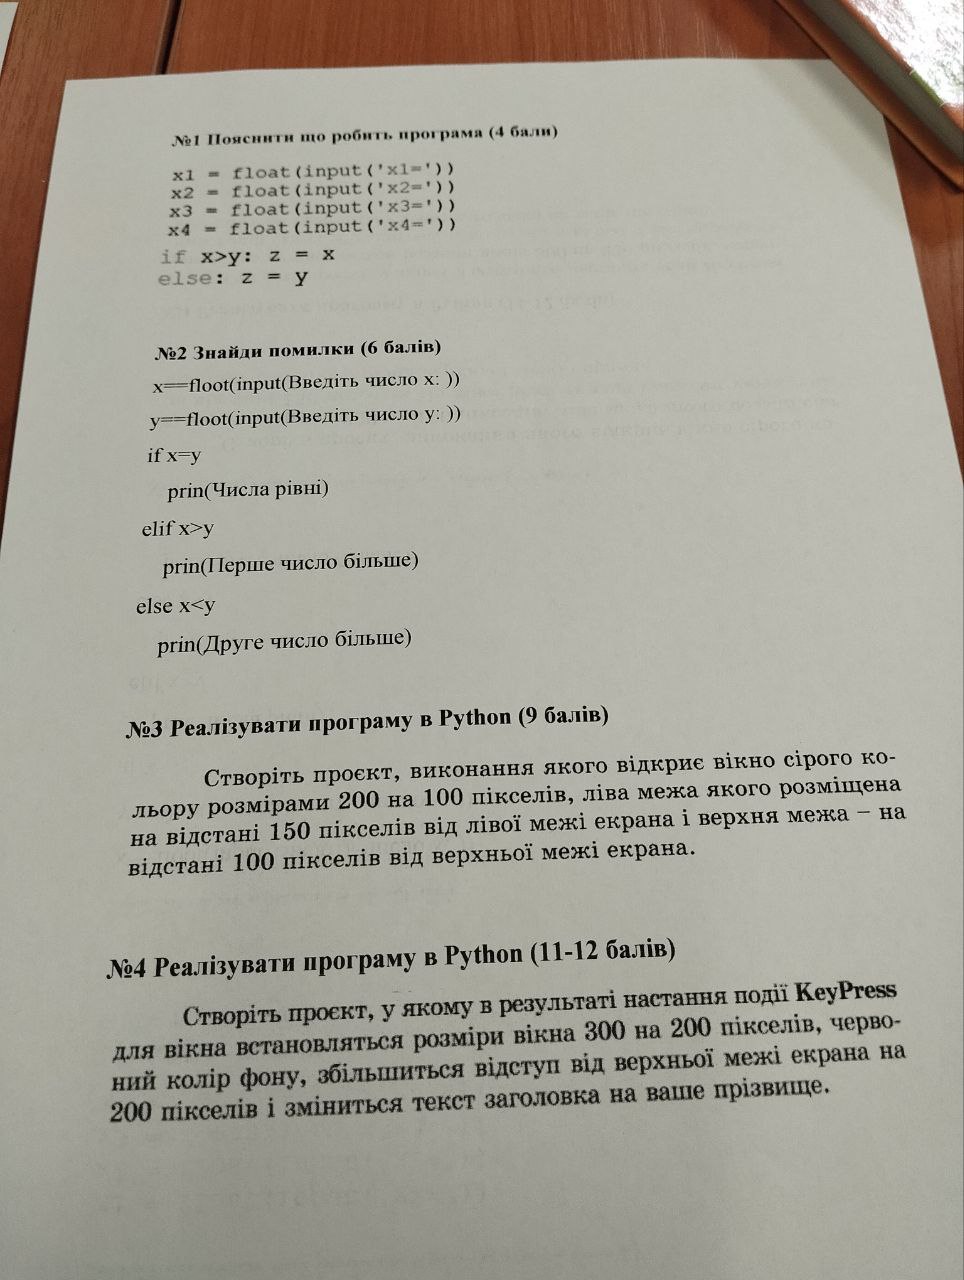 №1 Пояснити що робить програма (4 бали)
x1 = float(input('x1='))
x2 = float(input('x2='))
x3 = float(input('x3='))
x4 = float(input('x4='))
if x>y: z = x
else: z = y
№2 Знайди помилки (6 балів)
x==floot(input(Введіть число x: ))
y==floot(input(Введіть число y: ))
if x=y
prin(Числа рівні)
elif x>y
prin(Перше число більше)
else x<y
prin(Друге число більше)
№3 Реалізувати програму в Python (9 балів)
Створіть проєкт, виконання якого відкриє вікно сірого ко-
льору розмірами 200 на 100 пікселів, ліва межа якого розміщена
на відстані 150 пікселів від лівої межі екрана і верхня межа – на
відстані 100 пікселів від верхньої межі екрана.
№4 Реалізувати програму в Python (11-12 балів)
Створіть проєкт, у якому в результаті настання події KeyPress
для вікна встановляться розміри вікна 300 на 200 пікселів, черво-
ний колір фону, збільшиться відступ від верхньої межі екрана на
200 пікселів і зміниться текст заголовка на ваше прізвище.